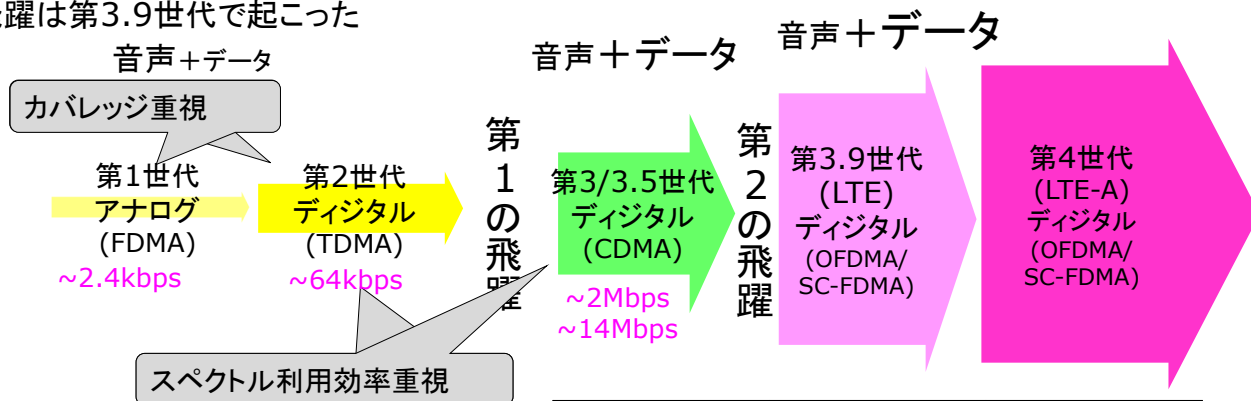 躍は第3.9世代で起こった
音声+データ
カバレッジ重視
第1世代
アナログ
(FDMA)
~2.4kbps
第2世代
ディジタル
(TDMA)
~64kbps
スペクトル利用効率重視
第1の飛躍
音声+データ
第3/3.5世代
ディジタル
(CDMA)
~2Mbps
~14Mbps
第2の飛躍
音声+データ
第3.9世代
(LTE)
ディジタル
(OFDMA/
SC-FDMA)
第4世代
(LTE-A)
ディジタル
(OFDMA/
SC-FDMA)